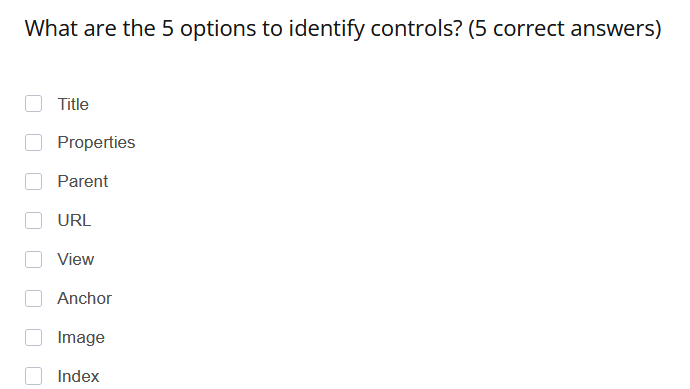 What are the 5 options to identify controls? (5 correct answers)
Title
Properties
Parent
URL
View
Anchor
Image
Index